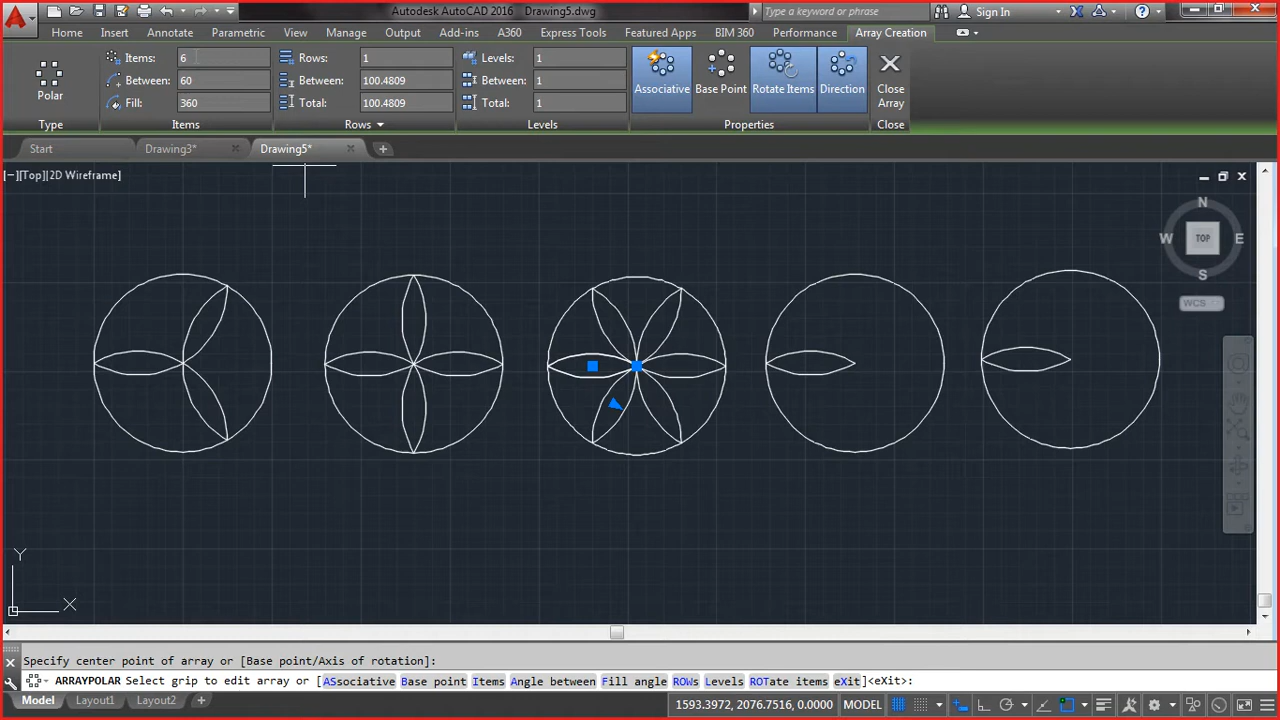 Autodesk AutoCAD 2016 Drawing5.dwg
Type a keyword or phrase
Sign In
Home Insert Annotate Parametric View Manage Output Add-ins A360 Express Tools Featured Apps BIM 360 Performance Array Creation
Polar
Type
Items: 6
Between: 60
Fill: 360
Items
Rows: 1
Between: 100.4809
Total: 100.4809
Rows
Levels: 1
Between: 1
Total: 1
Levels
Associative
Base Point
Rotate Items
Direction
Properties
Close
Array
Close
Start Drawing3* Drawing5*
[−][Top][2D Wireframe]
N
W TOP E
S
WCS
Y
X
Specify center point of array or [Base point/Axis of rotation]:
ARRAYPOLAR Select grip to edit array or [ASsociative Base point Items Angle between Fill angle ROWs Levels ROTate items eXit]<eXit>:
Model Layout1 Layout2 + 1593.3972, 2076.7516, 0.0000 MODEL